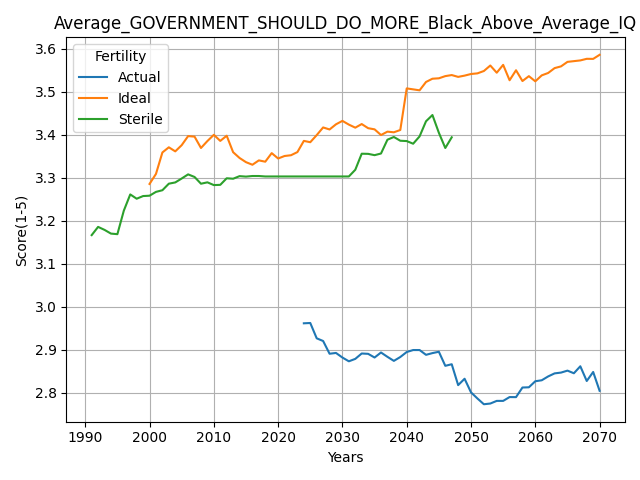 Average_GOVERNMENT_SHOULD_DO_MORE_Black_Above_Average_IQ
Fertility
Actual
Ideal
Sterile
3.6
3.5
3.4
3.3
3.2
3.1
3.0
2.9
2.8
Score(1-5)
1990 2000 2010 2020 2030 2040 2050 2060 2070
Years